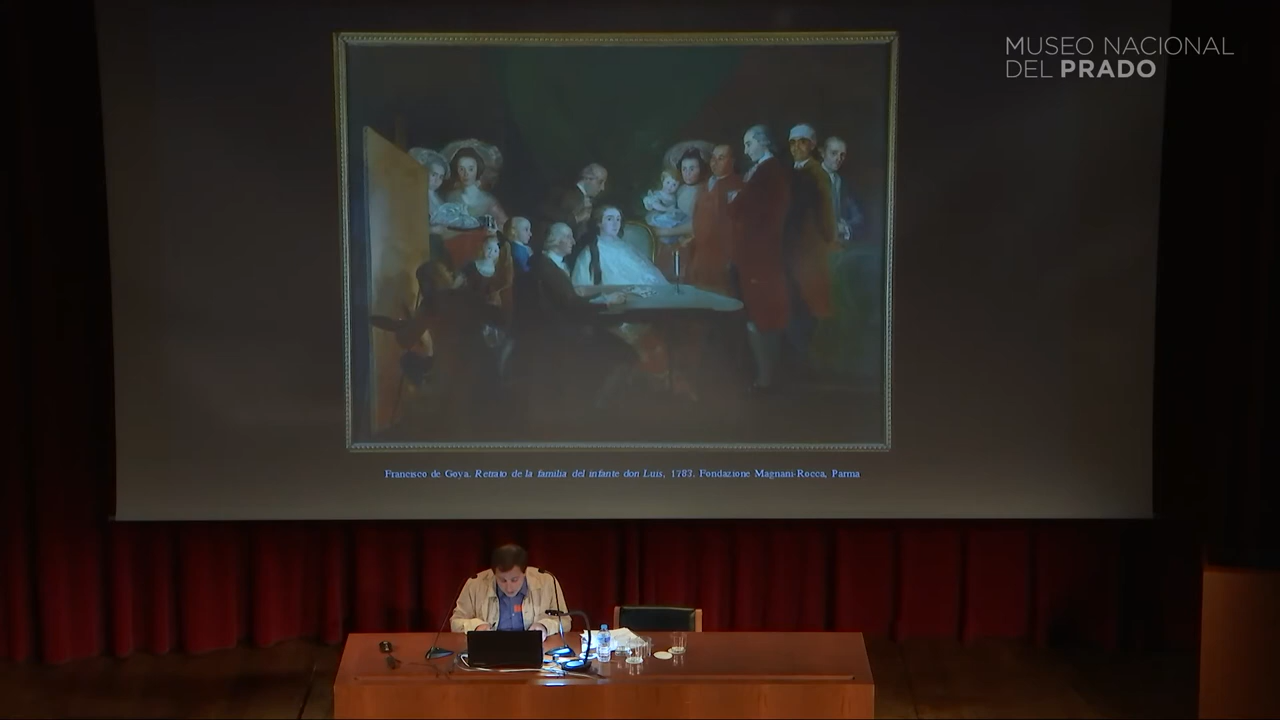 MUSEO NACIONAL
DEL PRADO
Francisco de Goya. Retrato de la familia del infante don Luis, 1783. Fondazione Magnani-Rocca, Parma